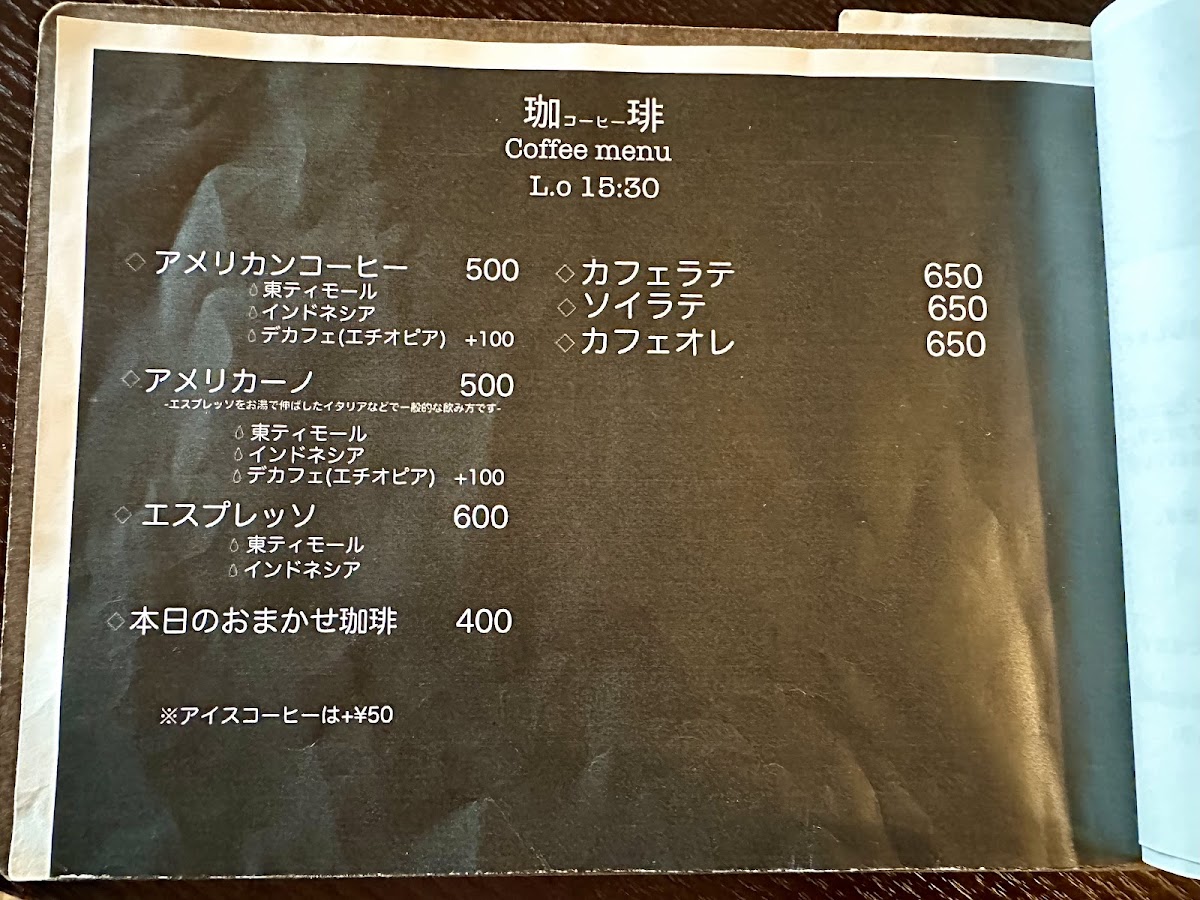 珈コーヒー琲
Coffee menu
L.o 15:30
◇アメリカンコーヒー 500
東ティモール
インドネシア
デカフェ(エチオピア) +100
◇アメリカーノ 500
-エスプレッソをお湯で伸ばしたイタリアなどで一般的な飲み方です-
東ティモール
インドネシア
デカフェ(エチオピア) +100
◇エスプレッソ 600
東ティモール
インドネシア
◇本日のおまかせ珈琲 400
※アイスコーヒーは+¥50
◇カフェラテ 650
◇ソイラテ 650
◇カフェオレ 650